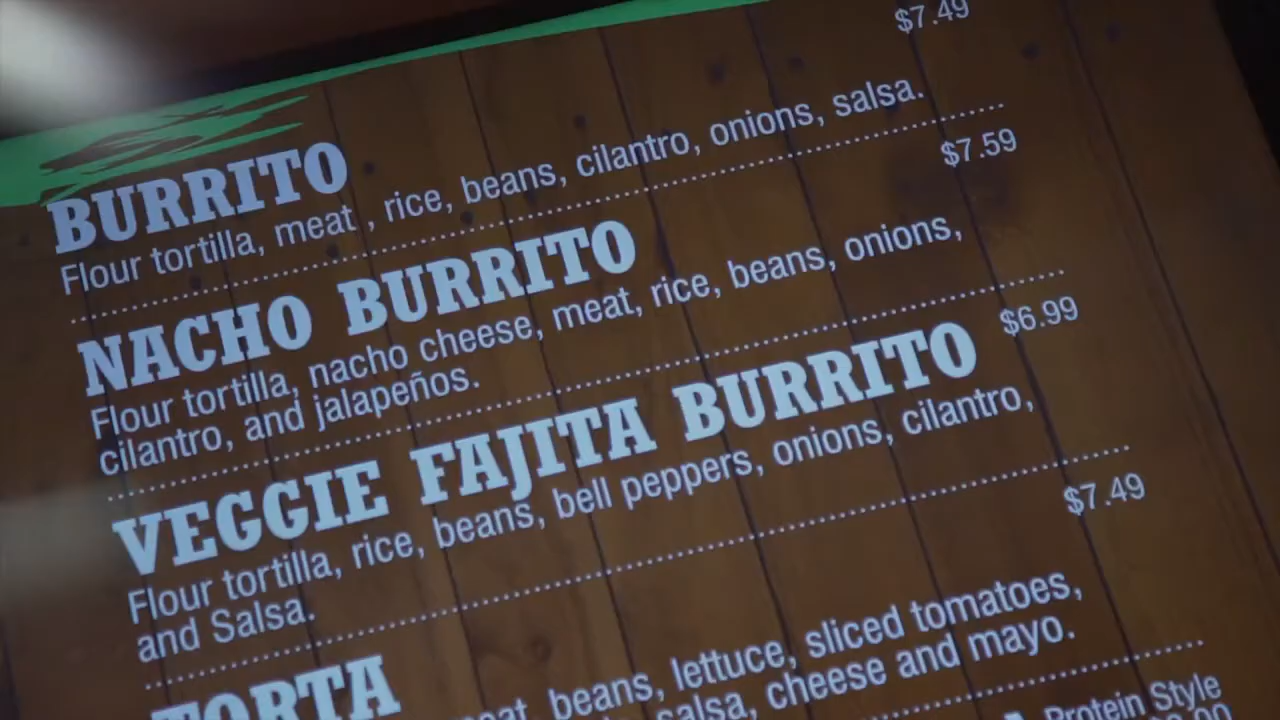 $7.49
BURRITO
Flour tortilla, meat , rice, beans, cilantro, onions, salsa.
$7.59
NACHO BURRITO
Flour tortilla, nacho cheese, meat, rice, beans, onions,
cilantro, and jalapeños.
$6.99
VEGGIE FAJITA BURRITO
Flour tortilla, rice, beans, bell peppers, onions, cilantro,
and Salsa.
$7.49
TORTA
beans, lettuce, sliced tomatoes,
salsa, cheese and mayo.
Protein Style